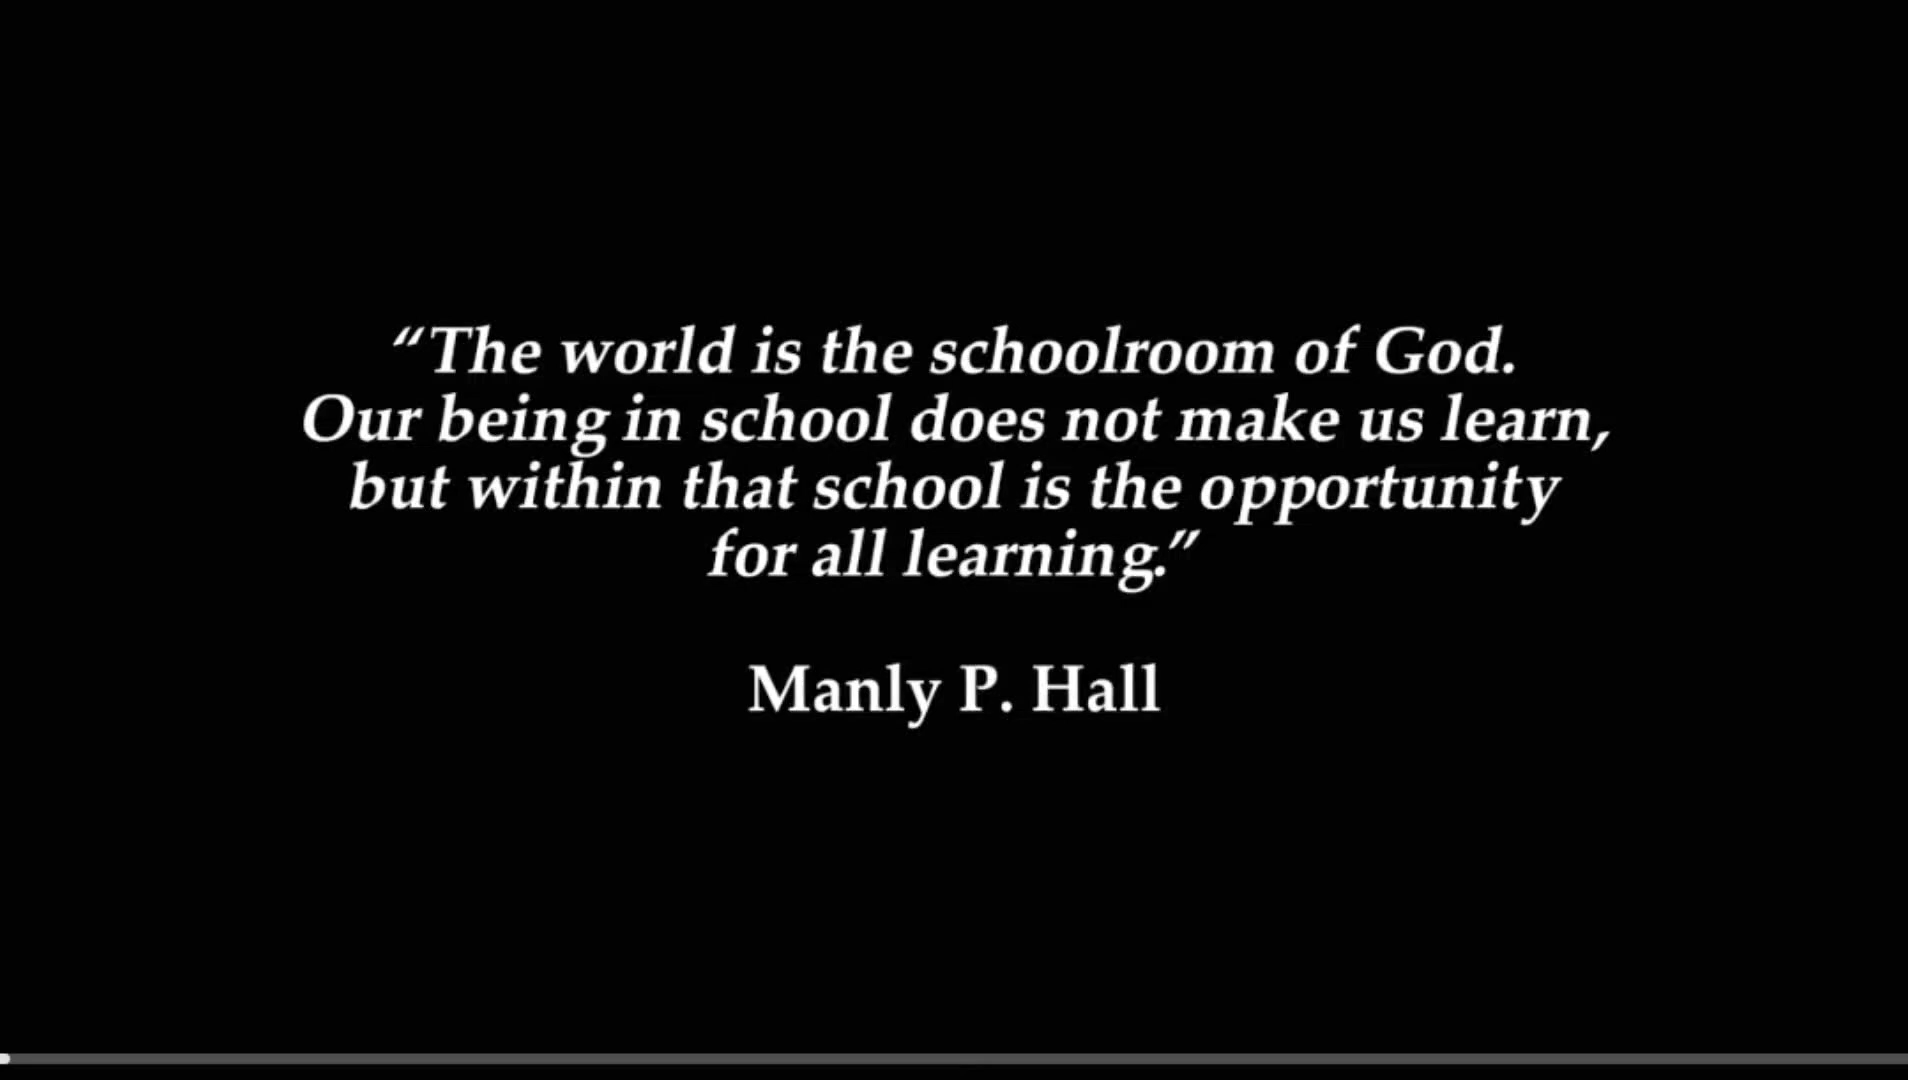 “The world is the schoolroom of God.
Our being in school does not make us learn,
but within that school is the opportunity
for all learning.”
Manly P. Hall